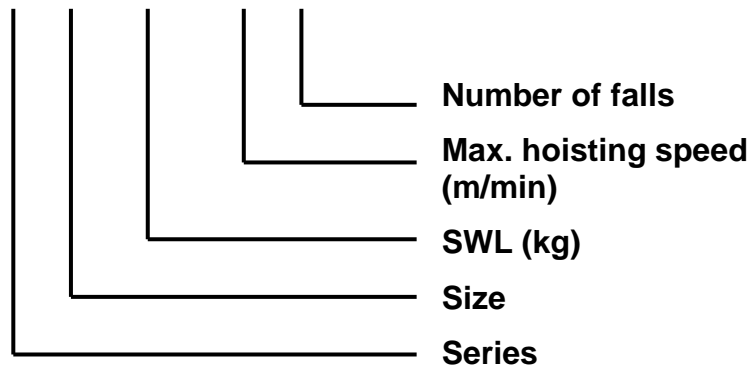 Number of falls
Max. hoisting speed
(m/min)
SWL (kg)
Size
Series